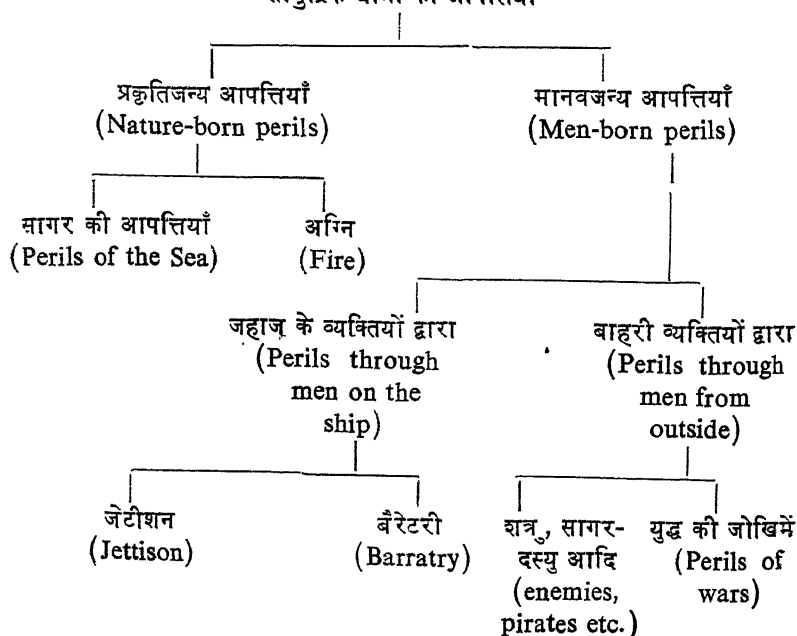 प्रकृतिजन्य आपत्तियाँ
(Nature-born perils)
मानवजन्य आपत्तियाँ
(Men-born perils)
सागर की आपत्तियाँ
(Perils of the Sea)
अग्नि
(Fire)
जहाज़ के व्यक्तियों द्वारा
(Perils through
men on the
ship)
बाहरी व्यक्तियों द्वारा
(Perils through
men from
outside)
जेटीशन
(Jettison)
बैरेटरी
(Barratry)
शत्रु, सागर-
दस्यु आदि
(enemies,
pirates etc.)
युद्ध की जोखिमें
(Perils of
wars)